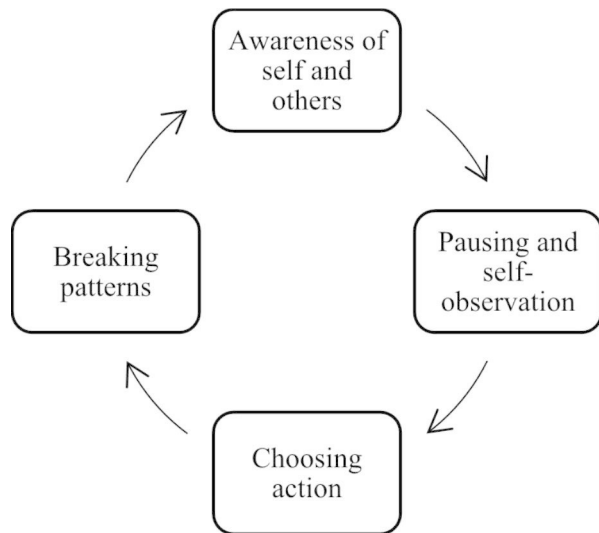 Awareness of
self and
others
Pausing and
self-
observation
Choosing
action
Breaking
patterns